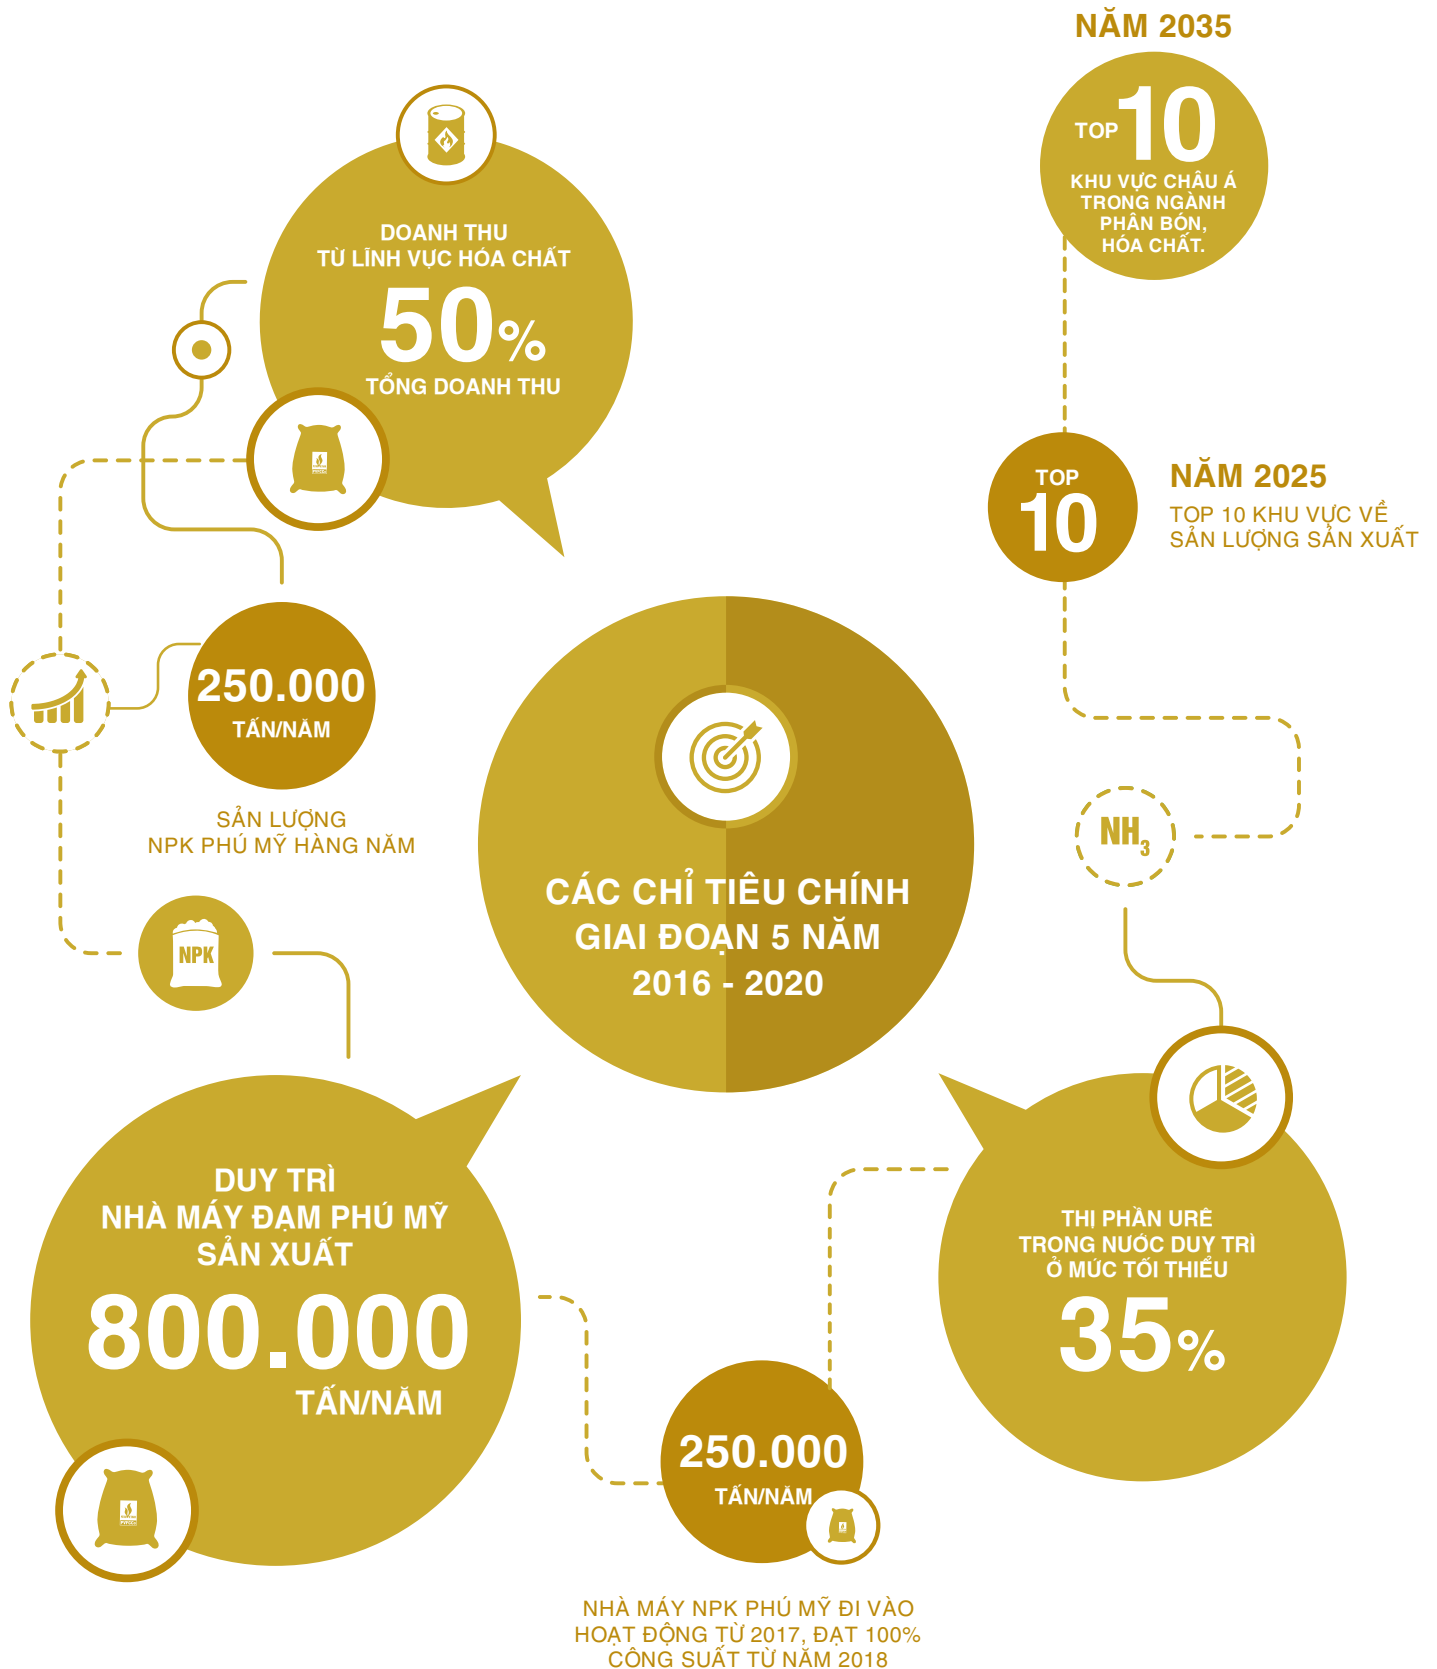 NĂM 2035
TOP 10
KHU VỰC CHÂU Á
TRONG NGÀNH
PHÂN BÓN,
HÓA CHẤT.
DOANH THU
TỪ LĨNH VỰC HÓA CHẤT
50%
TỔNG DOANH THU
TOP
10
NĂM 2025
TOP 10 KHU VỰC VỀ
SẢN LƯỢNG SẢN XUẤT
250.000
TẤN/NĂM
SẢN LƯỢNG
NPK PHÚ MỸ HÀNG NĂM
NPK
CÁC CHỈ TIÊU CHÍNH
GIAI ĐOẠN 5 NĂM
2016 - 2020
NH3
DUY TRÌ
NHÀ MÁY ĐẠM PHÚ MỸ
SẢN XUẤT
800.000
TẤN/NĂM
THỊ PHẦN URÊ
TRONG NƯỚC DUY TRÌ
Ở MỨC TỐI THIỂU
35%
250.000
TẤN/NĂM
NHÀ MÁY NPK PHÚ MỸ ĐI VÀO
HOẠT ĐỘNG TỪ 2017, ĐẠT 100%
CÔNG SUẤT TỪ NĂM 2018